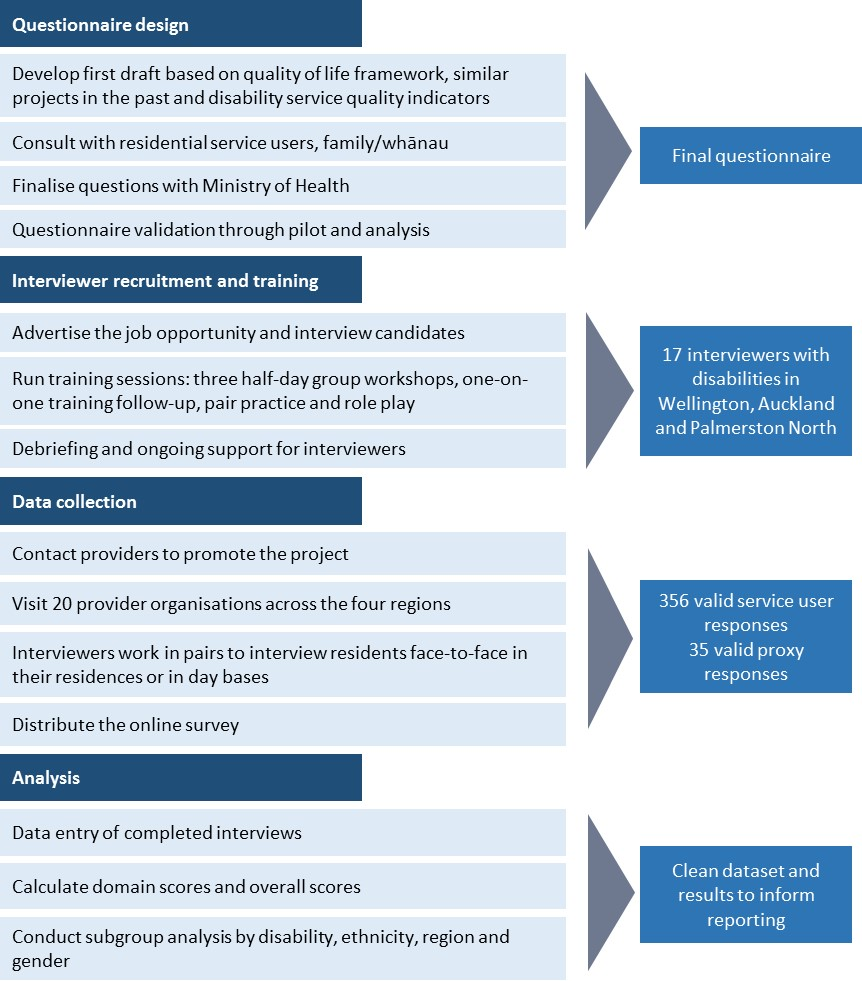 Questionnaire design
Develop first draft based on quality of life framework, similar
projects in the past and disability service quality indicators
Consult with residential service users, family/whānau
Finalise questions with Ministry of Health
Questionnaire validation through pilot and analysis
Final questionnaire
Interviewer recruitment and training
Advertise the job opportunity and interview candidates
Run training sessions: three half-day group workshops, one-on-
one training follow-up, pair practice and role play
Debriefing and ongoing support for interviewers
17 interviewers with
disabilities in
Wellington, Auckland
and Palmerston North
Data collection
Contact providers to promote the project
Visit 20 provider organisations across the four regions
Interviewers work in pairs to interview residents face-to-face in
their residences or in day bases
Distribute the online survey
356 valid service user
responses
35 valid proxy
responses
Analysis
Data entry of completed interviews
Calculate domain scores and overall scores
Conduct subgroup analysis by disability, ethnicity, region and
gender
Clean dataset and
results to inform
reporting